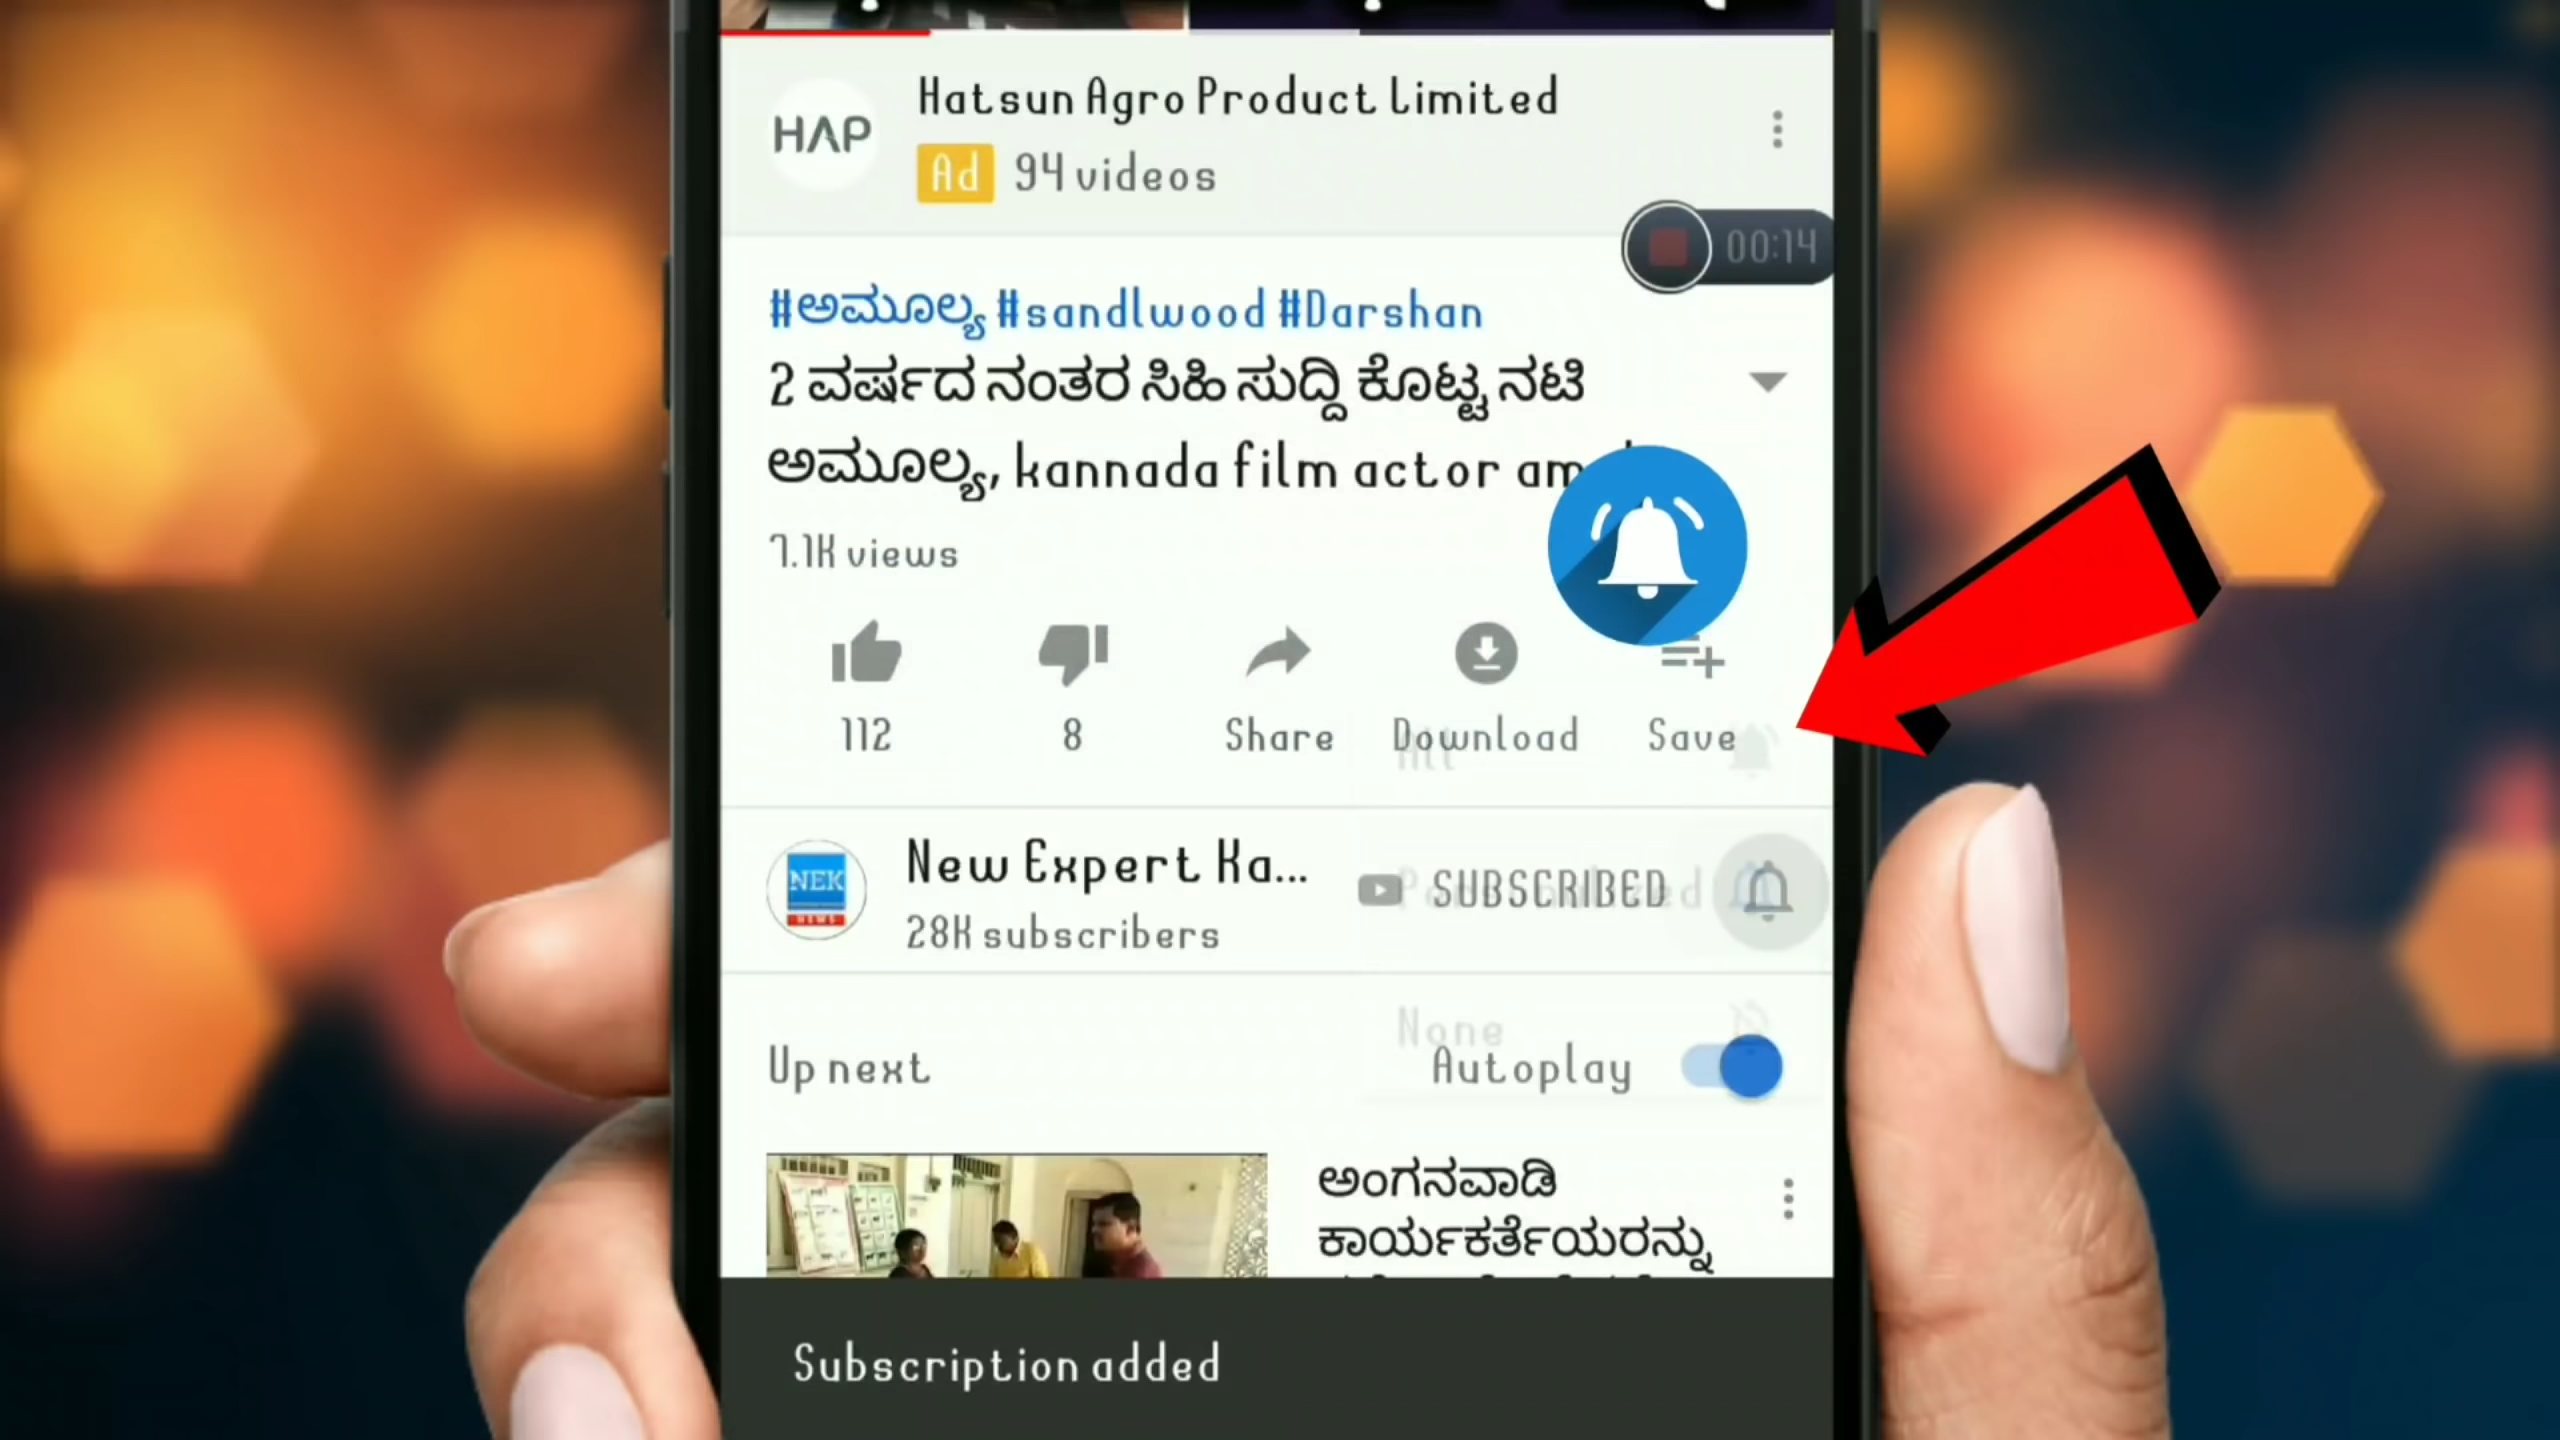 HAP
Hatsun Agro Product Limited
Ad 94 videos
00:14
#ಅಮೂಲ್ಯ #sandlwood #Darshan
2 ವರ್ಷದ ನಂತರ ಸಿಹಿ ಸುದ್ದಿ ಕೊಟ್ಟ ನಟಿ
ಅಮೂಲ್ಯ, kannada film actor
7.1K views
112 8 Share Download Save
All
NEK
NEWS
New Expert Ka...
SUBSCRIBED
28K subscribers
None
Up next Autoplay
ಅಂಗನವಾಡಿ
ಕಾರ್ಯಕರ್ತೆಯರನ್ನು
Subscription added